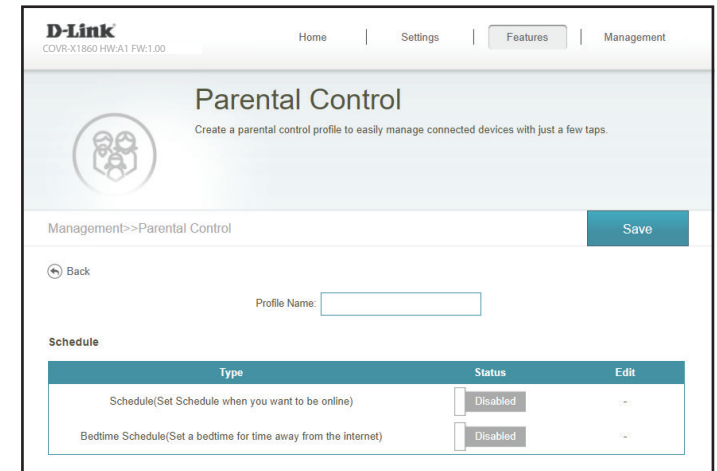 D-Link
COVR-X1860 HW:A1 FW:1.00
Home | Settings | Features | Management
Parental Control
Create a parental control profile to easily manage connected devices with just a few taps.
Management>>Parental Control
Save
Back
Profile Name:
Schedule
Type Status Edit
Schedule(Set Schedule when you want to be online) Disabled -
Bedtime Schedule(Set a bedtime for time away from the internet) Disabled -